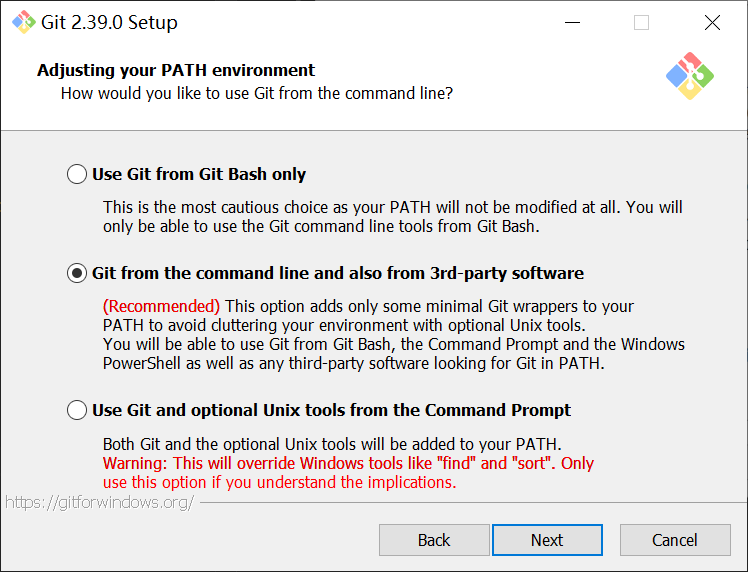 Git 2.39.0 Setup
Adjusting your PATH environment
How would you like to use Git from the command line?
Use Git from Git Bash only
This is the most cautious choice as your PATH will not be modified at all. You will
only be able to use the Git command line tools from Git Bash.
Git from the command line and also from 3rd-party software
(Recommended) This option adds only some minimal Git wrappers to your
PATH to avoid cluttering your environment with optional Unix tools.
You will be able to use Git from Git Bash, the Command Prompt and the Windows
PowerShell as well as any third-party software looking for Git in PATH.
Use Git and optional Unix tools from the Command Prompt
Both Git and the optional Unix tools will be added to your PATH.
Warning: This will override Windows tools like "find" and "sort". Only
use this option if you understand the implications.
https://gitforwindows.org/
Back Next Cancel